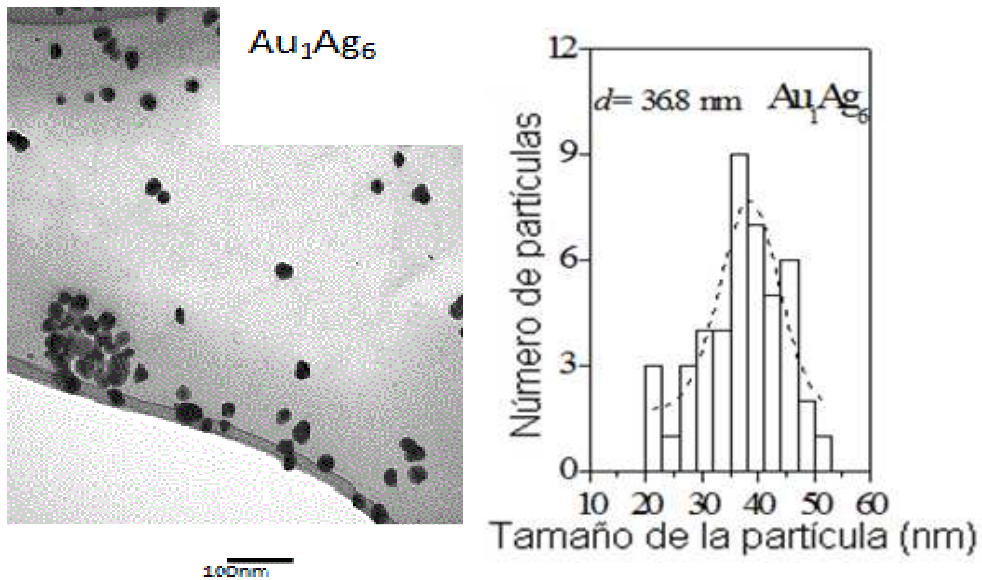 Au₁Ag₆
100nm
Número de partículas
12
9
6
3
0
d= 36.8 nm Au₁Ag₆
10 20 30 40 50 60
Tamaño de la partícula (nm)